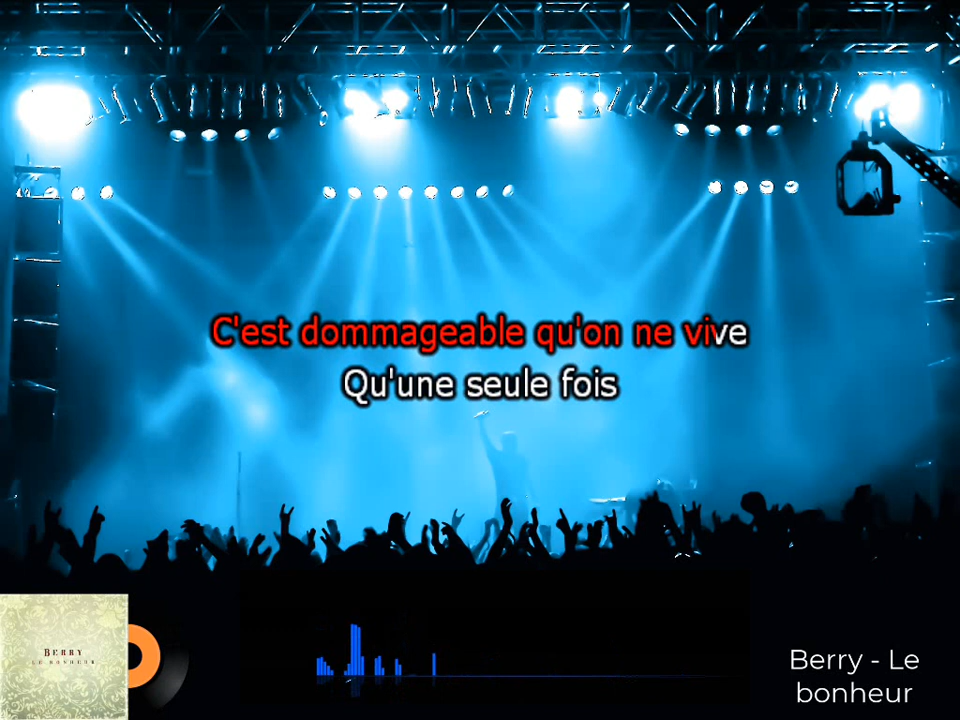 C'est dommageable qu'on ne vive
Qu'une seule fois
BERRY
LE BONHEUR
Berry - Le
bonheur